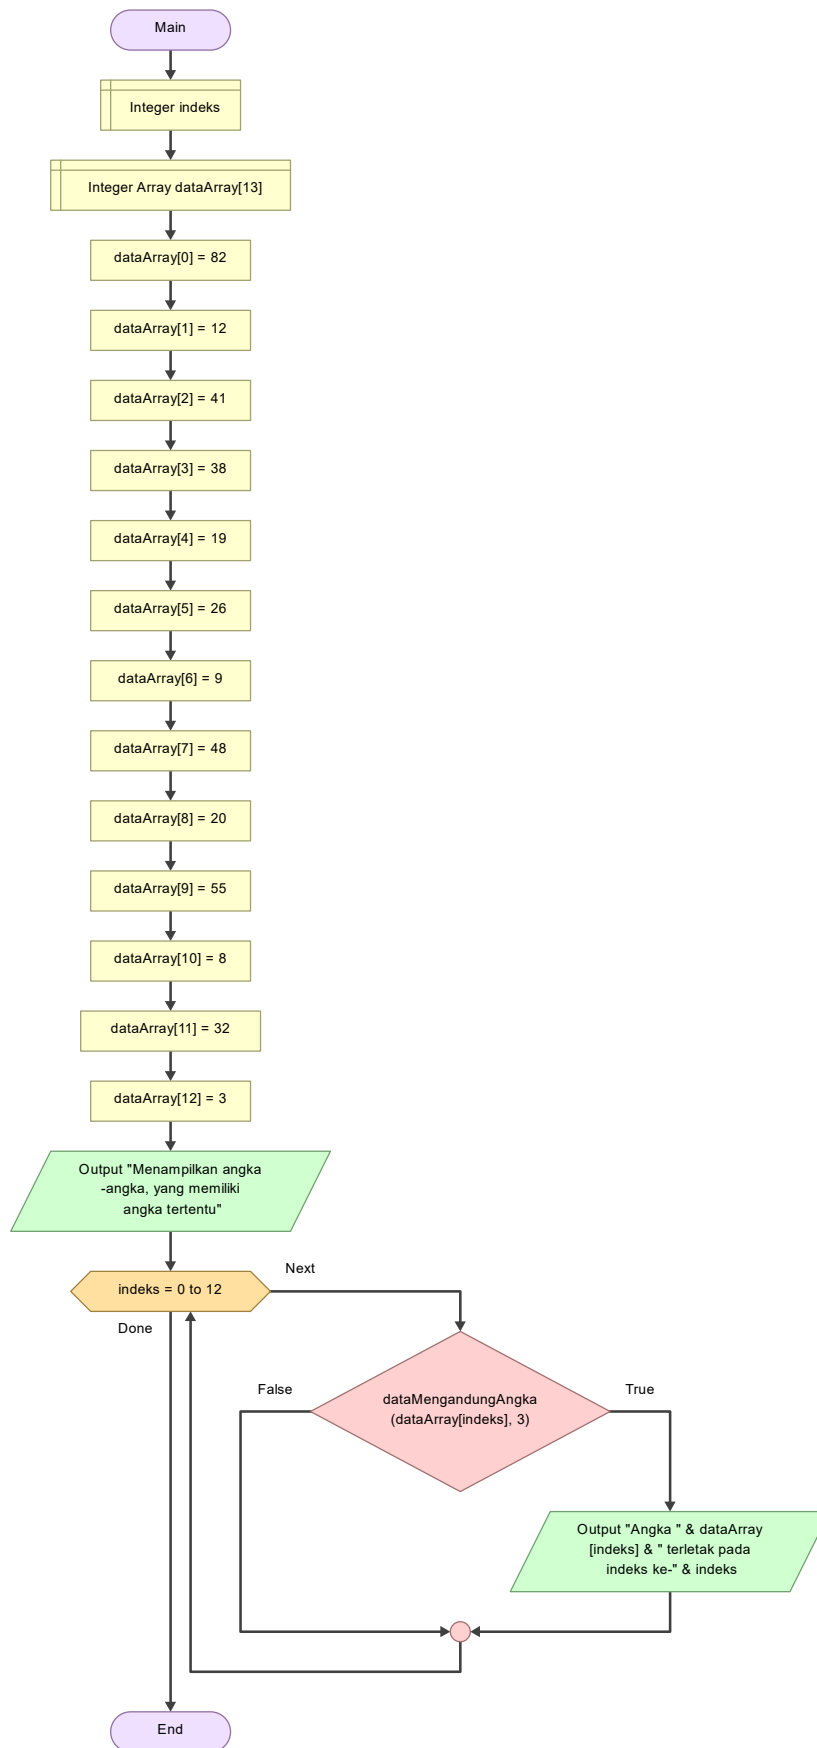 Main
Integer indeks
Integer Array dataArray[13]
dataArray[0] = 82
dataArray[1] = 12
dataArray[2] = 41
dataArray[3] = 38
dataArray[4] = 19
dataArray[5] = 26
dataArray[6] = 9
dataArray[7] = 48
dataArray[8] = 20
dataArray[9] = 55
dataArray[10] = 8
dataArray[11] = 32
dataArray[12] = 3
Output "Menampilkan angka
-angka, yang memiliki
angka tertentu"
indeks = 0 to 12
Next
Done
False
dataMengandungAngka
(dataArray[indeks], 3)
True
Output "Angka " & dataArray
[indeks] & " terletak pada
indeks ke-" & indeks
End